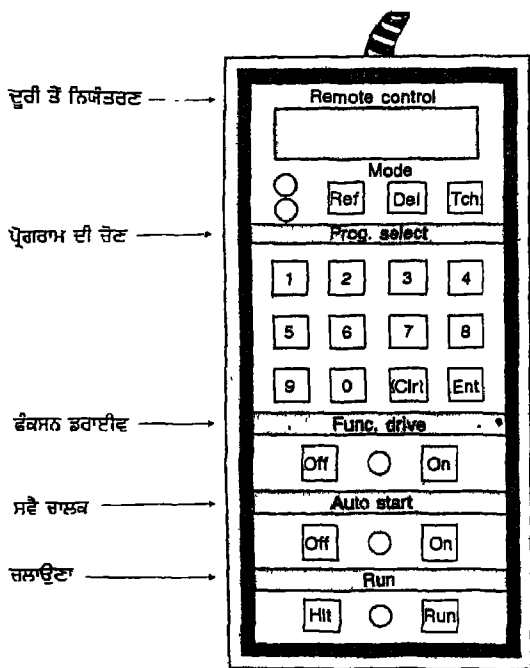 ਦੂਰੀ ਤੋਂ ਨਿਯੰਤਰਣ
Remote control
Mode
Ref Del Tch
ਪ੍ਰੋਗਰਾਮ ਦੀ ਚੋਣ
Prog. select
1 2 3 4
5 6 7 8
9 0 Clrt Ent
ਫੰਕਸਨ ਡਰਾਈਵ
Func. drive
Off On
ਸਵੈ ਚਾਲਕ
Auto start
Off On
ਚਲਾਉਣਾ
Run
Hlt Run